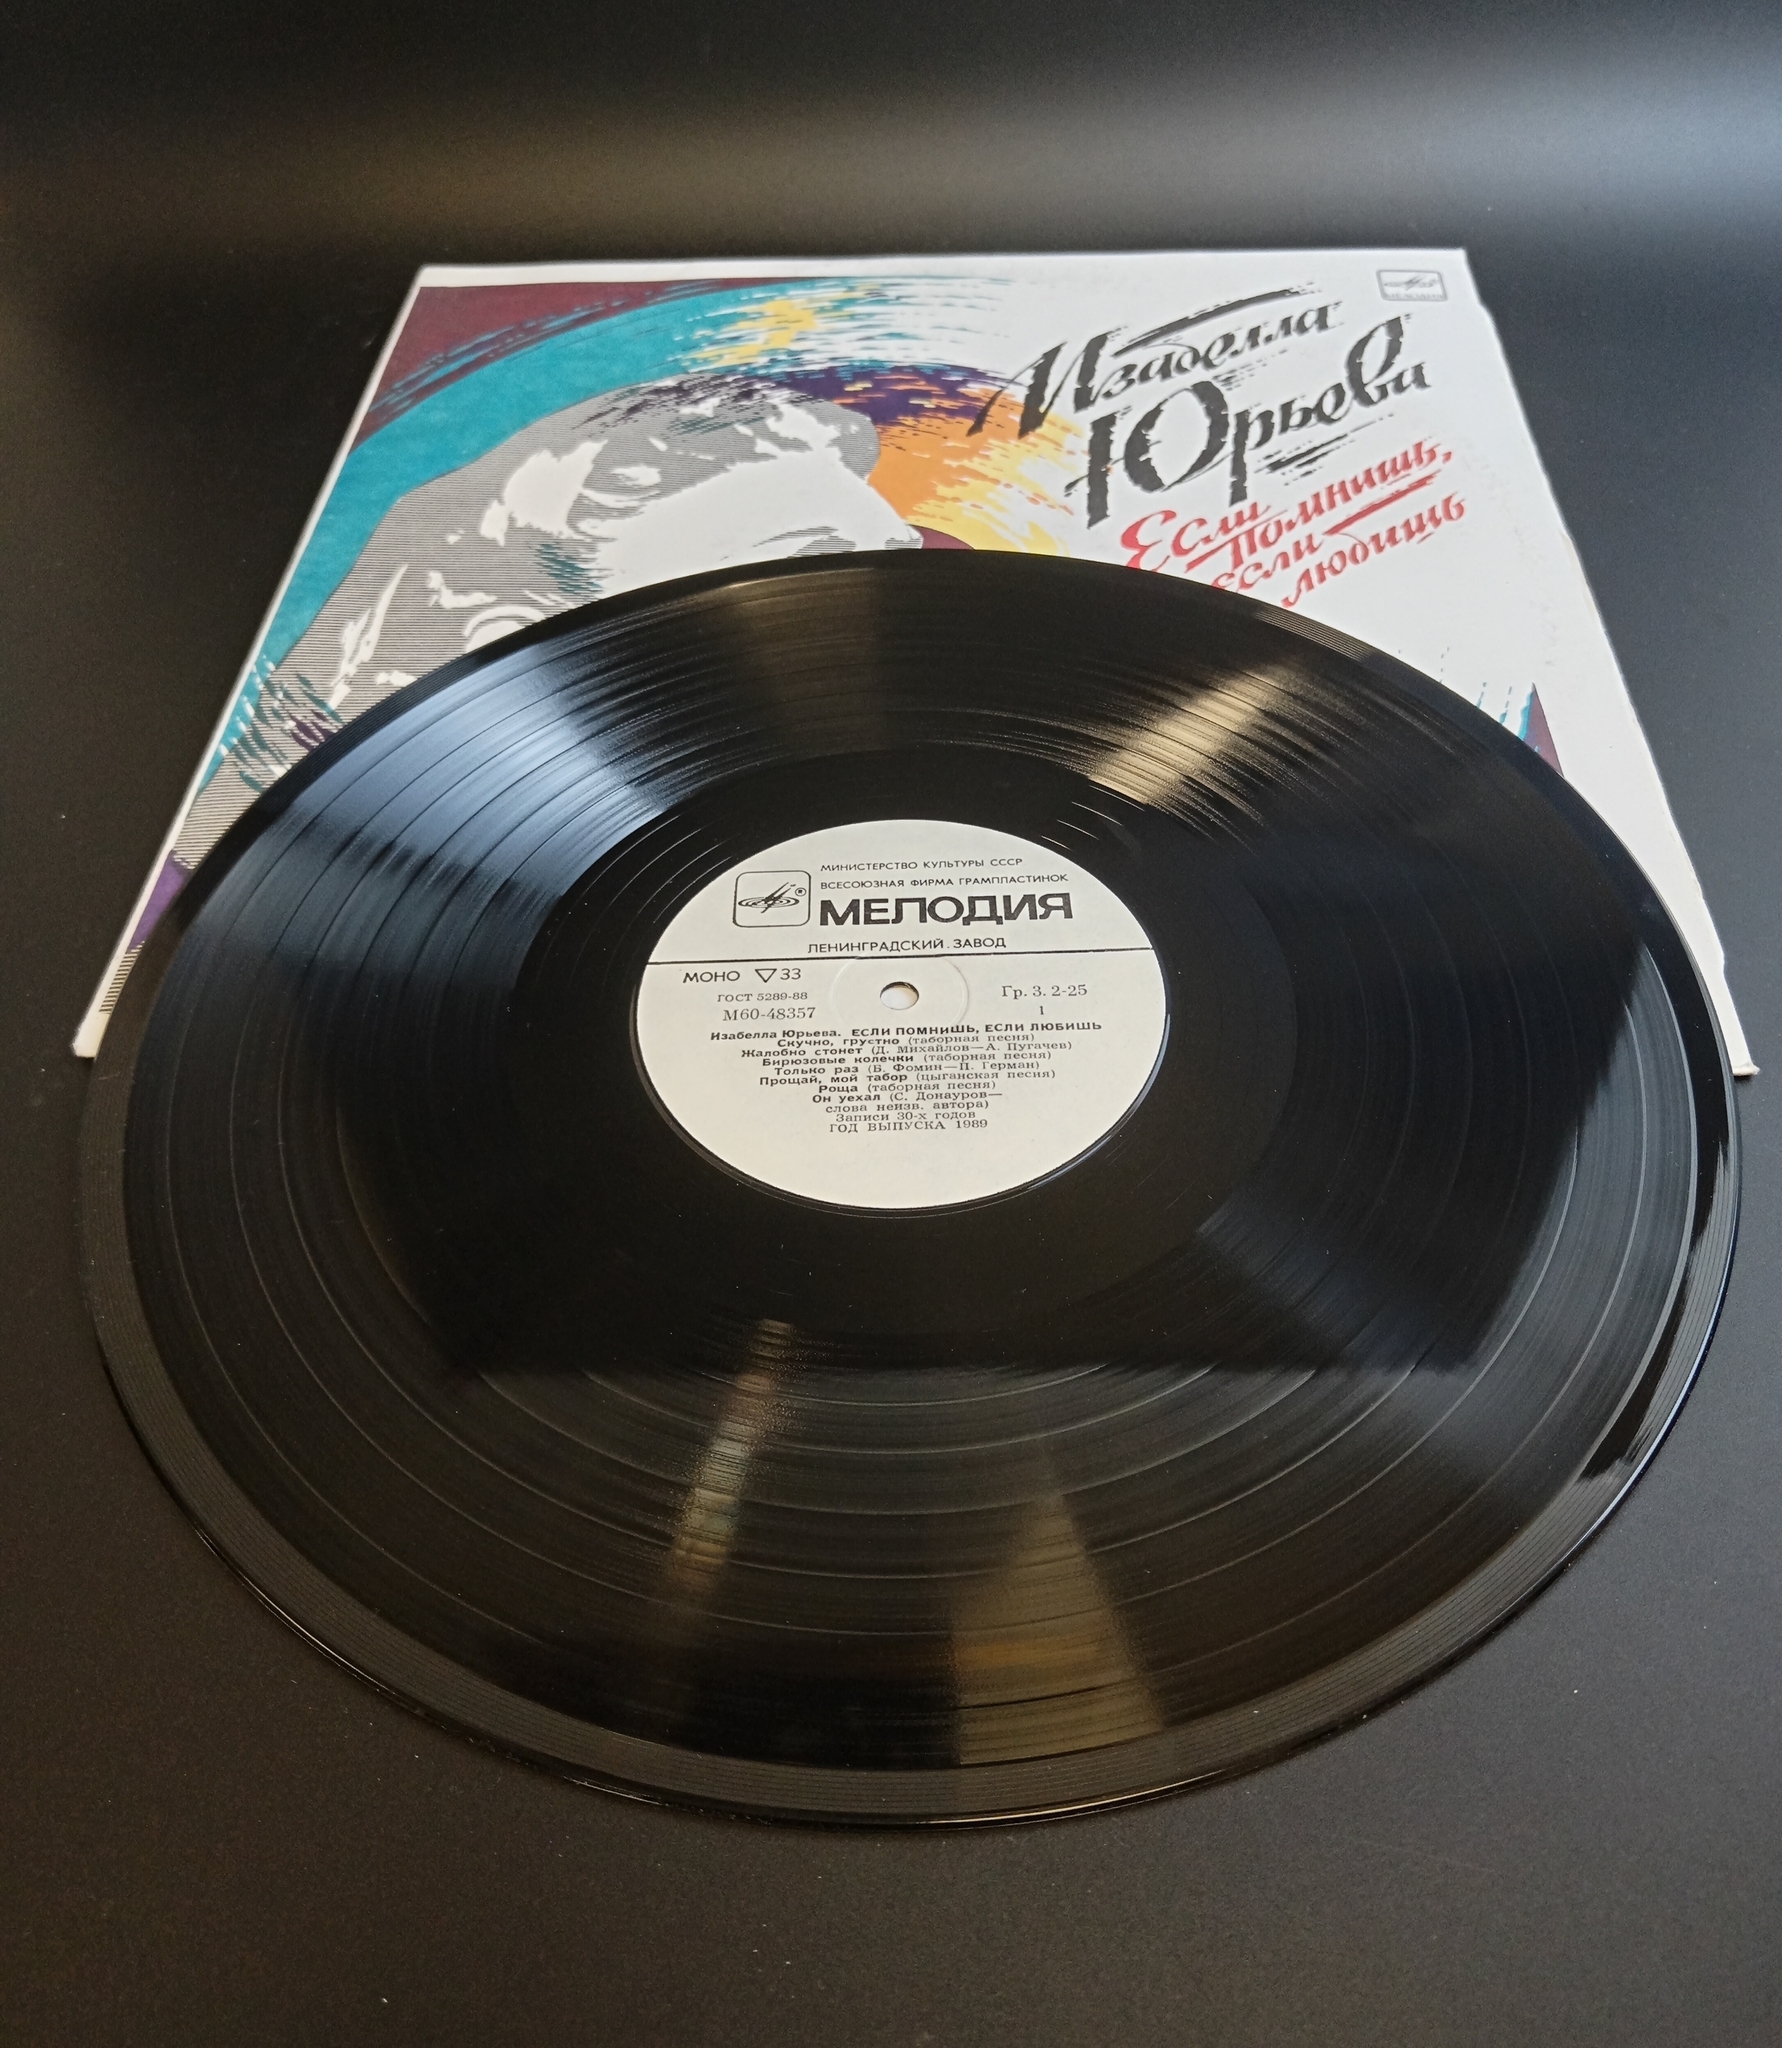 МЕЛОДИЯ
Изабелла
Юрьева
Если
помнишь,
если
любишь
МИНИСТЕРСТВО КУЛЬТУРЫ СССР
ВСЕСОЮЗНАЯ ФИРМА ГРАМПЛАСТИНОК
®
МЕЛОДИЯ
ЛЕНИНГРАДСКИЙ ЗАВОД
МОНО ▽ 33
ГОСТ 5289-88
М60-48357
Гр. 3. 2-25
1
Изабелла Юрьева. ЕСЛИ ПОМНИШЬ, ЕСЛИ ЛЮБИШЬ
Скучно, грустно (таборная песня)
Жалобно стонет (Д. Михайлов—А. Пугачев)
Бирюзовые колечки (таборная песня)
Только раз (Б. Фомин—П. Герман)
Прощай, мой табор (цыганская песня)
Роща (таборная песня)
Он уехал (С. Донауров—
слова неизв. автора)
Записи 30-х годов
ГОД ВЫПУСКА 1989